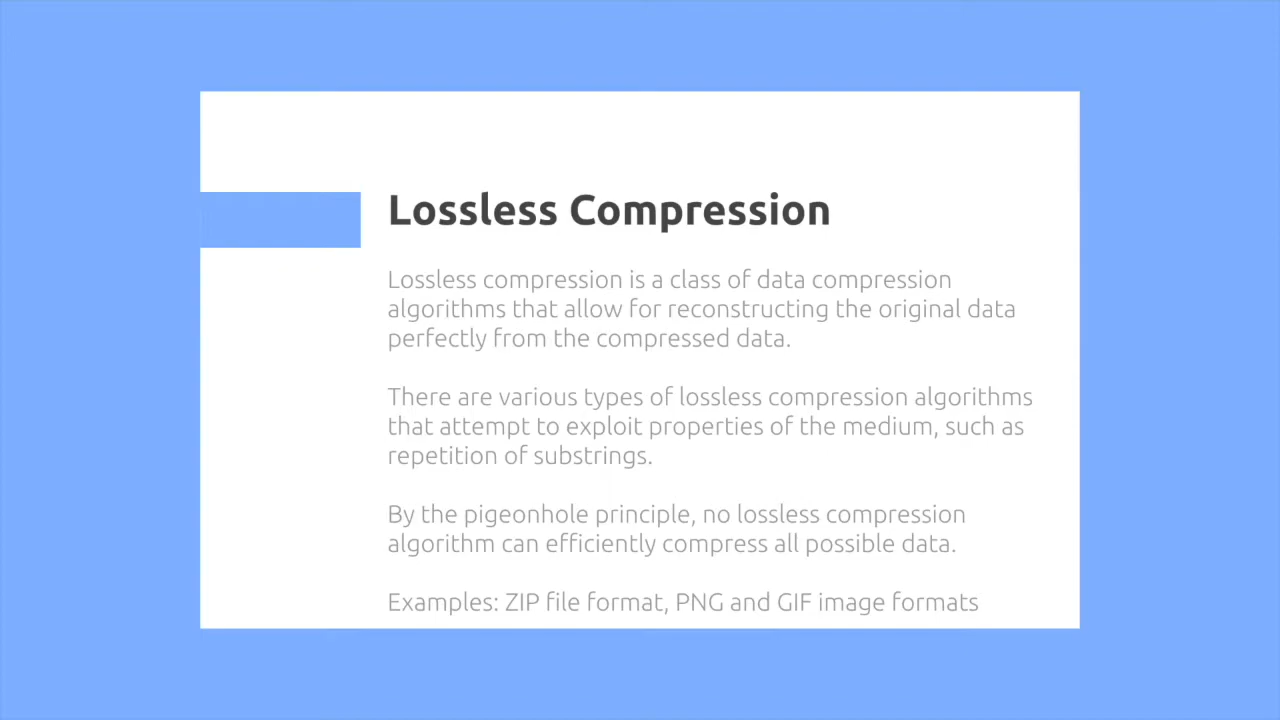 Lossless Compression
Lossless compression is a class of data compression
algorithms that allow for reconstructing the original data
perfectly from the compressed data.
There are various types of lossless compression algorithms
that attempt to exploit properties of the medium, such as
repetition of substrings.
By the pigeonhole principle, no lossless compression
algorithm can efficiently compress all possible data.
Examples: ZIP file format, PNG and GIF image formats